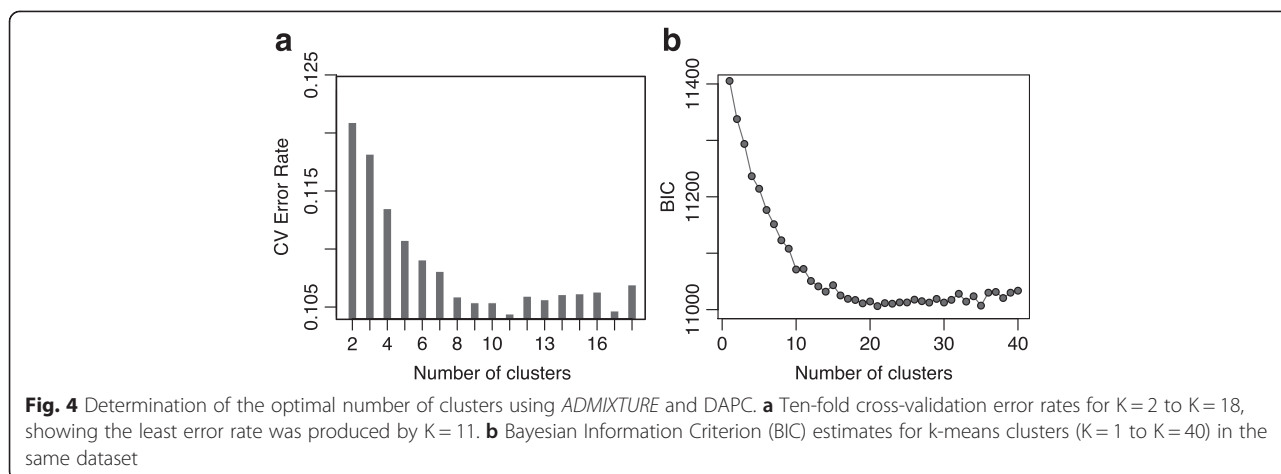 a
0.125
0.115
0.105
CV Error Rate
2 4 6 8 10 13 16
Number of clusters
b
11400
11200
11000
BIC
0 10 20 30 40
Number of clusters
Fig. 4 Determination of the optimal number of clusters using ADMIXTURE and DAPC. a Ten-fold cross-validation error rates for K = 2 to K = 18,
showing the least error rate was produced by K = 11. b Bayesian Information Criterion (BIC) estimates for k-means clusters (K = 1 to K = 40) in the
same dataset